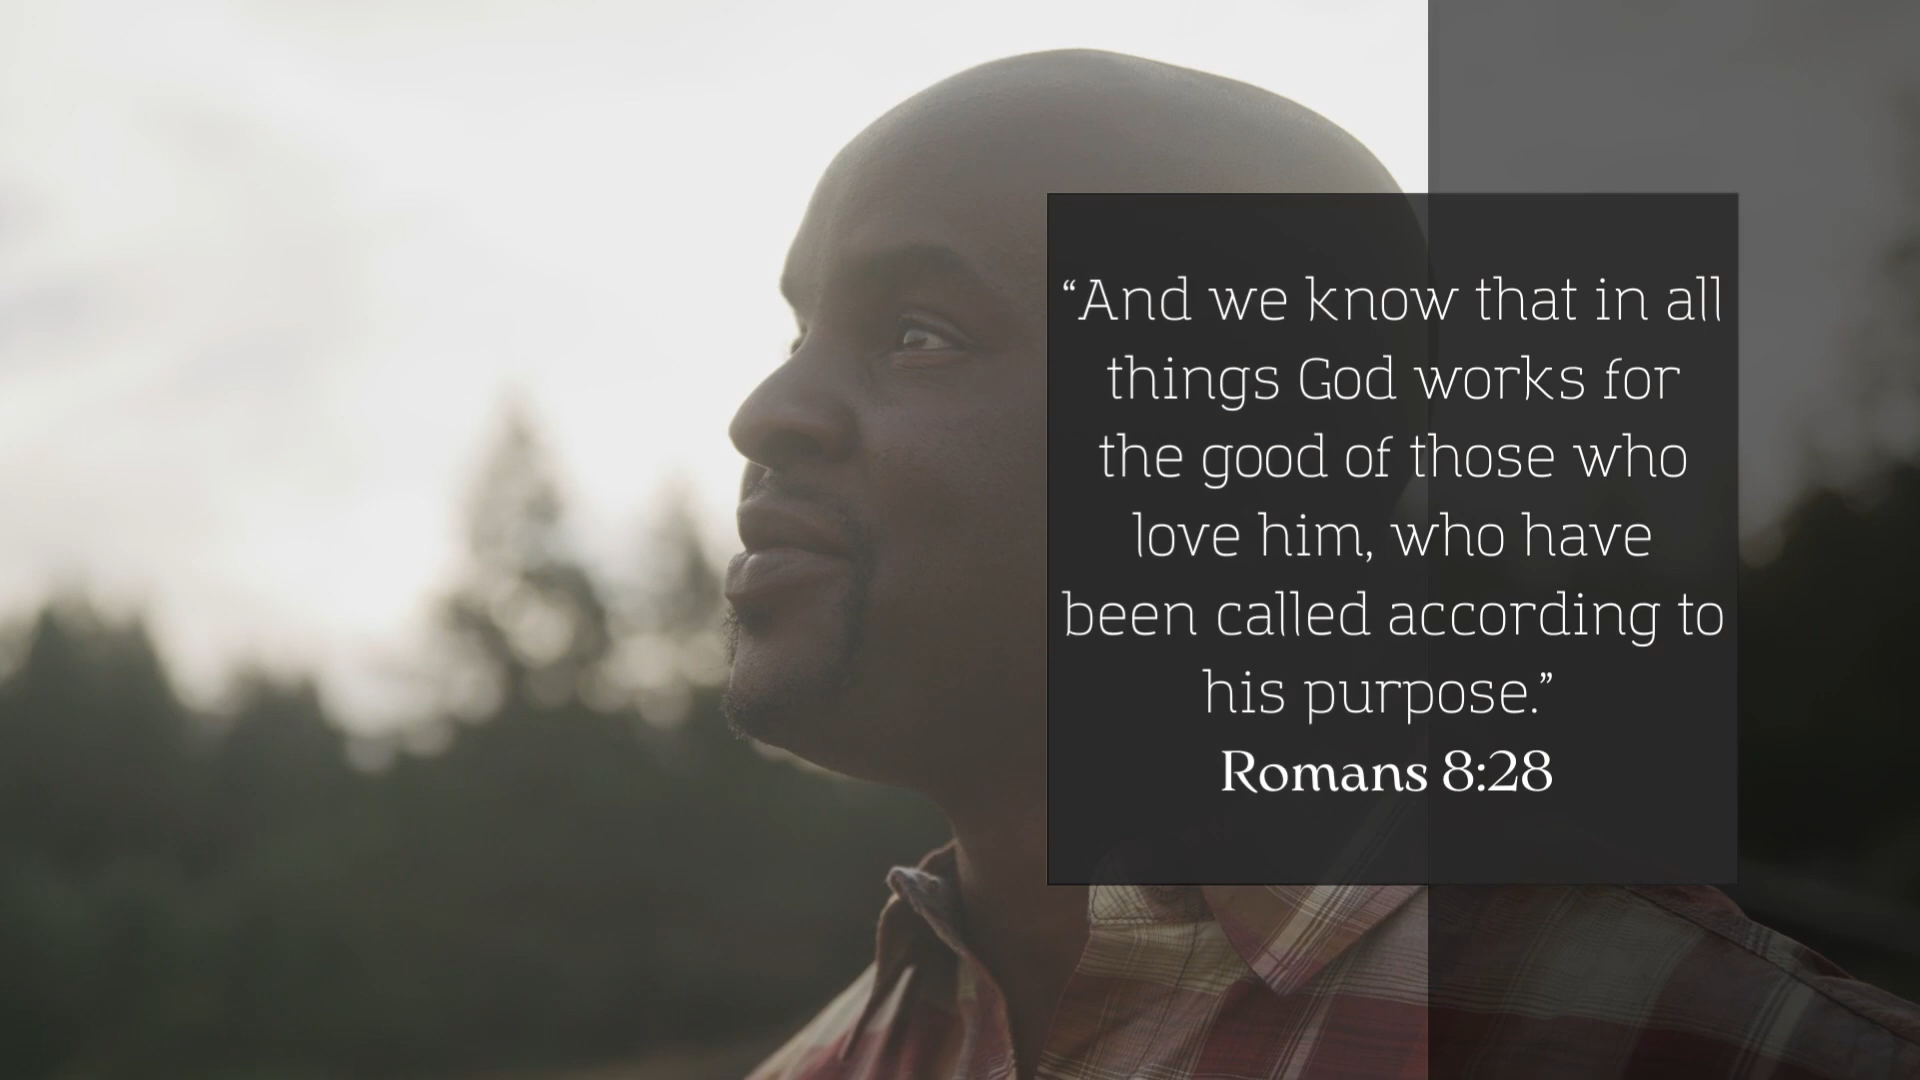 “And we know that in all
things God works for
the good of those who
love him, who have
been called according to
his purpose.”
Romans 8:28